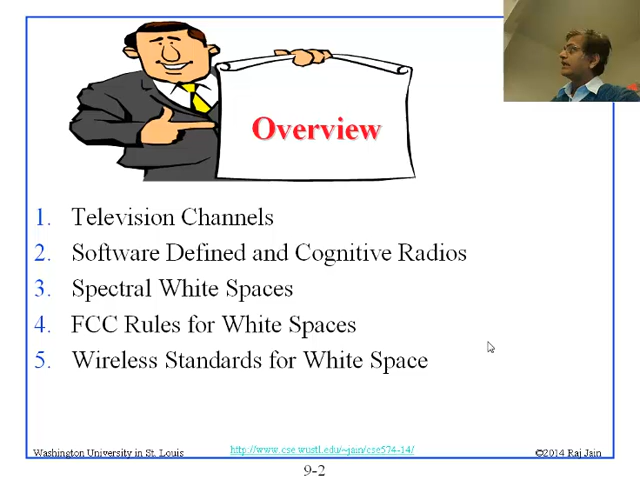 Overview
1. Television Channels
2. Software Defined and Cognitive Radios
3. Spectral White Spaces
4. FCC Rules for White Spaces
5. Wireless Standards for White Space
Washington University in St. Louis
http://www.cse.wustl.edu/~jain/cse574-14/
©2014 Raj Jain
9-2